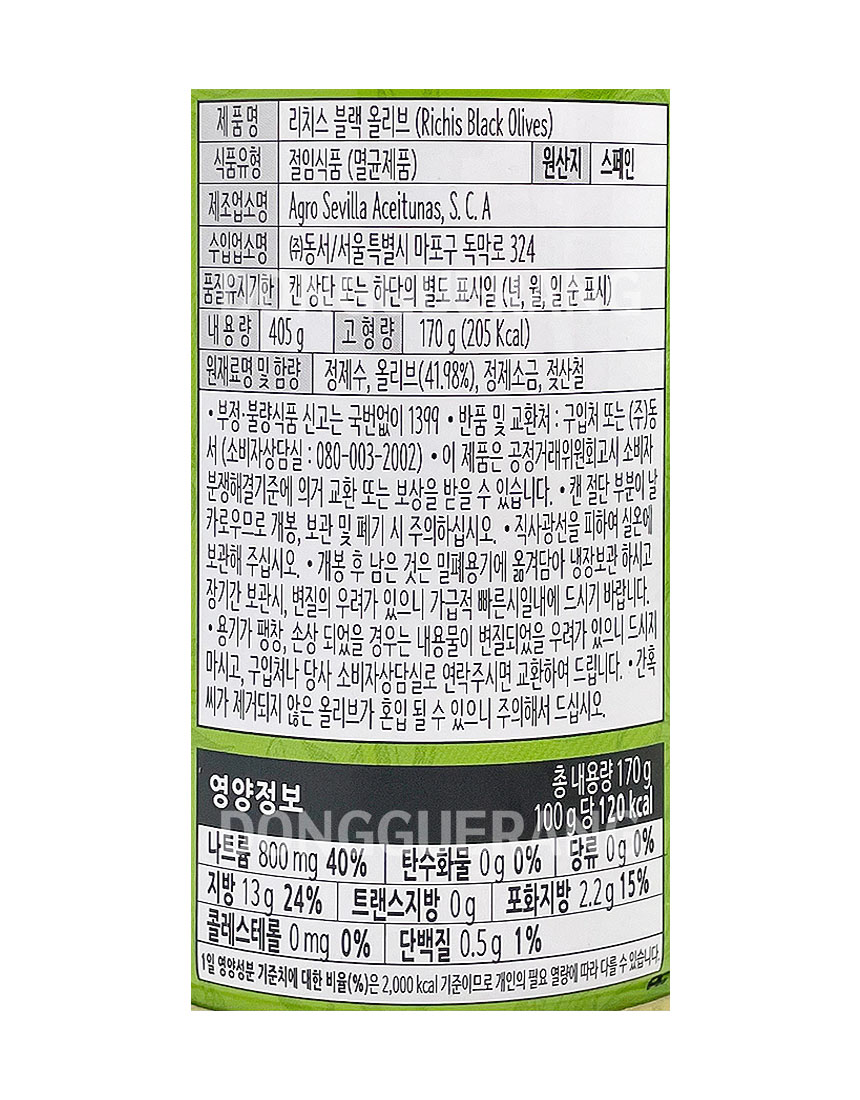 제품명 리치스 블랙 올리브 (Richis Black Olives)
식품유형 절임식품 (멸균제품) 원산지 스페인
제조업소명 Agro Sevilla Aceitunas, S. C. A
수입업소명 ㈜동서/서울특별시 마포구 독막로 324
품질유지기한 캔 상단 또는 하단의 별도 표시일 (년, 월, 일 순 표시)
내용량 405 g 고형량 170 g (205 Kcal)
원재료명 및 함량 정제수, 올리브(41.98%), 정제소금, 젖산철
• 부정·불량식품 신고는 국번없이 1399 • 반품 및 교환처 : 구입처 또는 (주)동
서 (소비자상담실 : 080-003-2002) • 이 제품은 공정거래위원회고시 소비자
분쟁해결기준에 의거 교환 또는 보상을 받을 수 있습니다. • 캔 절단 부분이 날
카로우므로 개봉, 보관 및 폐기 시 주의하십시오. • 직사광선을 피하여 실온에
보관해 주십시오. • 개봉 후 남은 것은 밀폐용기에 옮겨담아 냉장보관 하시고
장기간 보관시, 변질의 우려가 있으니 가급적 빠른시일내에 드시기 바랍니다.
• 용기가 팽창, 손상 되었을 경우는 내용물이 변질되었을 우려가 있으니 드시지
마시고, 구입처나 당사 소비자상담실로 연락주시면 교환하여 드립니다. • 간혹
씨가 제거되지 않은 올리브가 혼입 될 수 있으니 주의해서 드십시오.
영양정보 총 내용량 170 g
100 g 당 120 kcal
DONGGUERANG
나트륨 800 mg 40% 탄수화물 0 g 0% 당류 0 g 0%
지방 13 g 24% 트랜스지방 0 g 포화지방 2.2 g 15%
콜레스테롤 0 mg 0% 단백질 0.5 g 1%
1일 영양성분 기준치에 대한 비율(%)은 2,000 kcal 기준이므로 개인의 필요 열량에 따라 다를 수 있습니다.